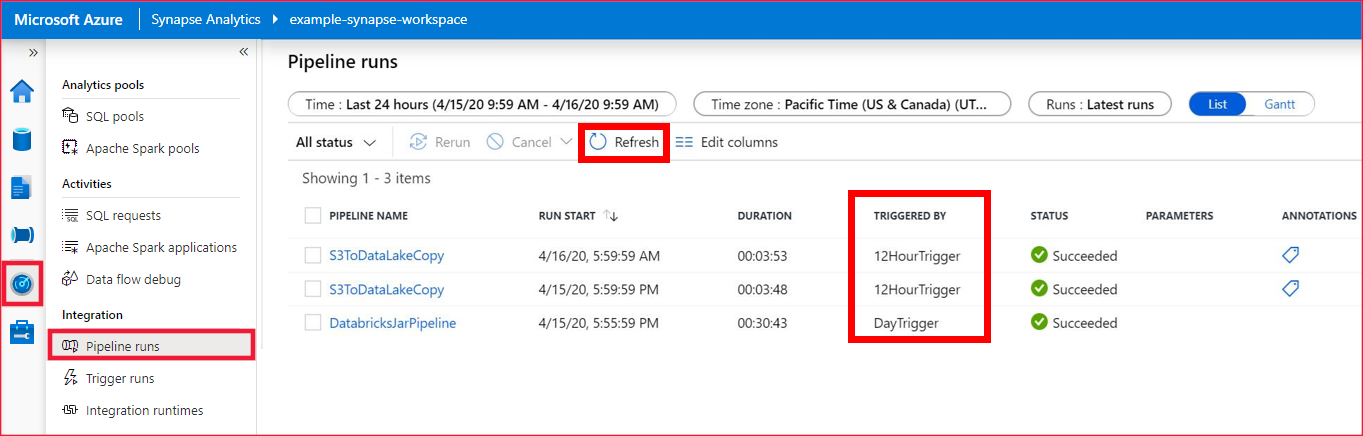 Microsoft Azure Synapse Analytics example-synapse-workspace
» «
Analytics pools
SQL pools
Apache Spark pools
Activities
SQL requests
Apache Spark applications
Data flow debug
Integration
Pipeline runs
Trigger runs
Integration runtimes
Pipeline runs
Time : Last 24 hours (4/15/20 9:59 AM - 4/16/20 9:59 AM) Time zone : Pacific Time (US & Canada) (UT... Runs : Latest runs List Gantt
All status Rerun Cancel Refresh Edit columns
Showing 1 - 3 items
PIPELINE NAME RUN START ↑↓ DURATION TRIGGERED BY STATUS PARAMETERS ANNOTATIONS
S3ToDataLakeCopy 4/16/20, 5:59:59 AM 00:03:53 12HourTrigger Succeeded
S3ToDataLakeCopy 4/15/20, 5:59:59 PM 00:03:48 12HourTrigger Succeeded
DatabricksJarPipeline 4/15/20, 5:55:59 PM 00:30:43 DayTrigger Succeeded